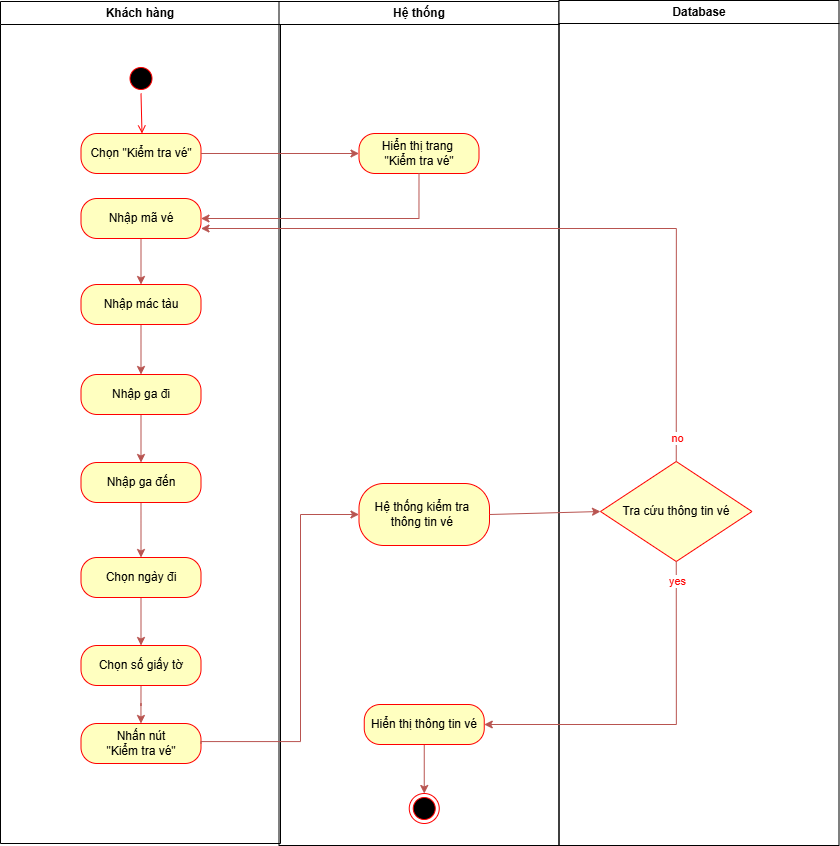 Khách hàng
Hệ thống
Database
Chọn "Kiểm tra vé"
Hiển thị trang
"Kiểm tra vé"
Nhập mã vé
Nhập mác tàu
Nhập ga đi
no
Nhập ga đến
Hệ thống kiểm tra
thông tin vé
Tra cứu thông tin vé
Chọn ngày đi
yes
Chọn số giấy tờ
Nhấn nút
"Kiểm tra vé"
Hiển thị thông tin vé